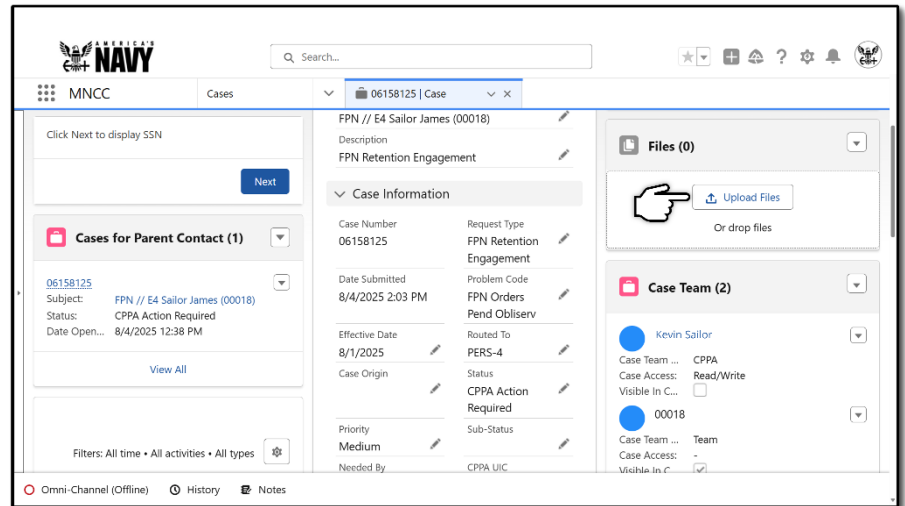 AMERICA'S
NAVY
Search...
MNCC
Cases
06158125 | Case
Click Next to display SSN
Next
Cases for Parent Contact (1)
06158125
Subject: FPN // E4 Sailor James (00018)
Status: CPPA Action Required
Date Open... 8/4/2025 12:38 PM
View All
Filters: All time • All activities • All types
FPN // E4 Sailor James (00018)
Description
FPN Retention Engagement
Case Information
Case Number
06158125
Request Type
FPN Retention
Engagement
Date Submitted
8/4/2025 2:03 PM
Problem Code
FPN Orders
Pend Obliserv
Effective Date
8/1/2025
Routed To
PERS-4
Case Origin
Status
CPPA Action
Required
Priority
Medium
Sub-Status
Needed By
CPPA UIC
Files (0)
Upload Files
Or drop files
Case Team (2)
Kevin Sailor
Case Team ... CPPA
Case Access: Read/Write
Visible In C...
00018
Case Team ... Team
Case Access: -
Visible In C...
Omni-Channel (Offline)
History
Notes